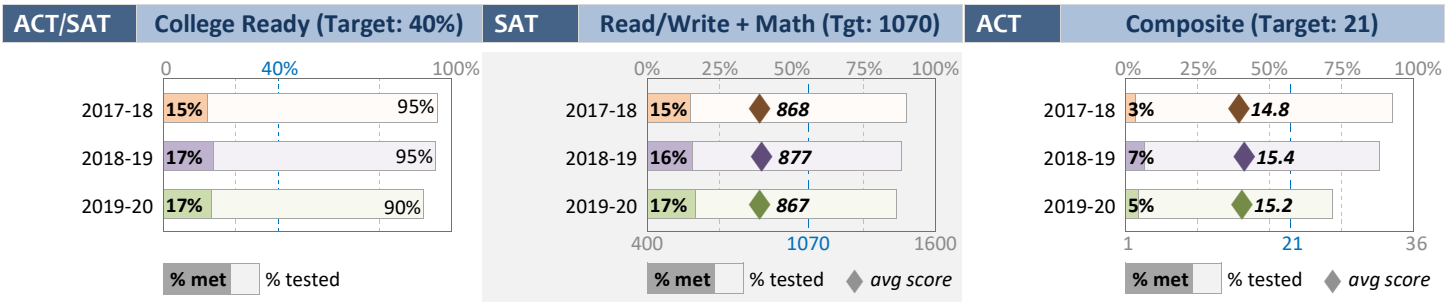 ACT/SAT College Ready (Target: 40%)
0 40% 100%
2017-18 15% 95%
2018-19 17% 95%
2019-20 17% 90%
% met % tested
SAT Read/Write + Math (Tgt: 1070)
0% 25% 50% 75% 100%
2017-18 15% 868
2018-19 16% 877
2019-20 17% 867
400 1070 1600
% met % tested avg score
ACT Composite (Target: 21)
0% 25% 50% 75% 100%
2017-18 3% 14.8
2018-19 7% 15.4
2019-20 5% 15.2
1 21 36
% met % tested avg score